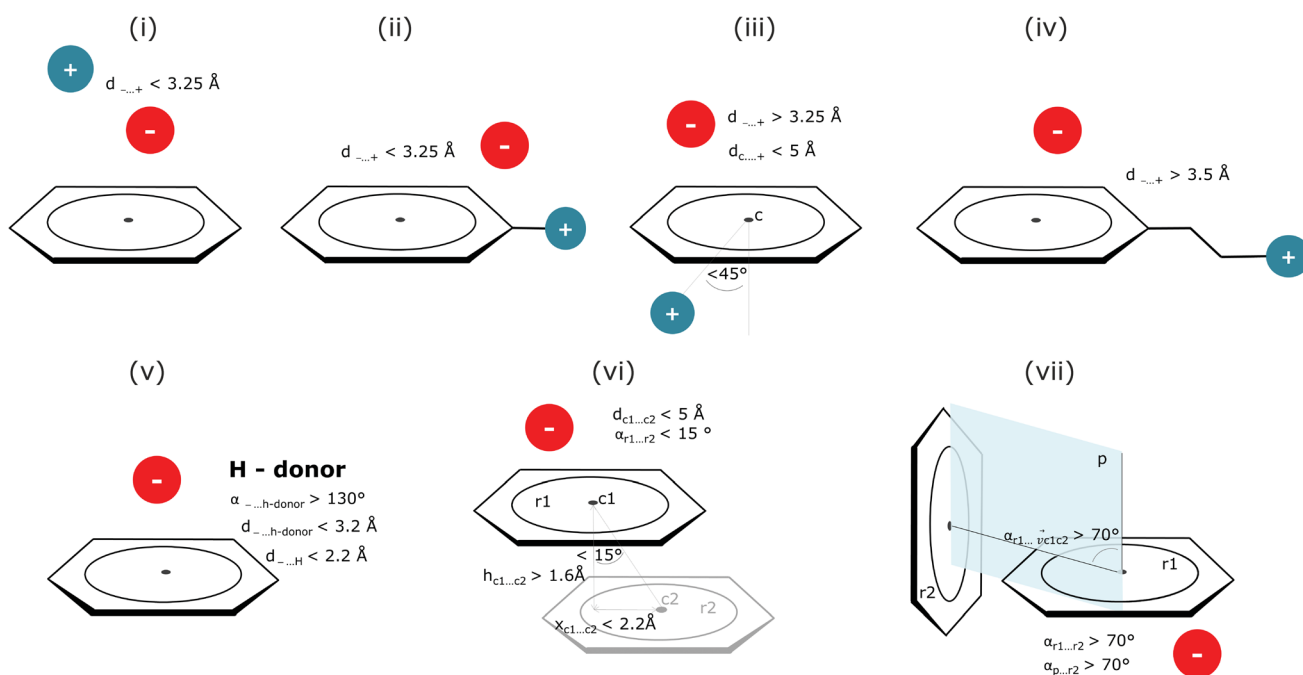 (i)
(ii)
(iii)
(iv)
+
d -...+ < 3.25 Å
-
d -...+ < 3.25 Å
-
+
-
d -...+ > 3.25 Å
d c....+ < 5 Å
c
<45°
+
-
d -...+ > 3.5 Å
+
(v)
(vi)
(vii)
-
H - donor
α -...h-donor > 130°
d -...h-donor < 3.2 Å
d -...H < 2.2 Å
-
d c1...c2 < 5 Å
α r1...r2 < 15 °
r1
c1
< 15°
h c1...c2 > 1.6Å
c2
r2
x c1...c2 < 2.2Å
p
α r1... v⃗c1c2 > 70°
r1
r2
α r1...r2 > 70°
α p...r2 > 70°
-